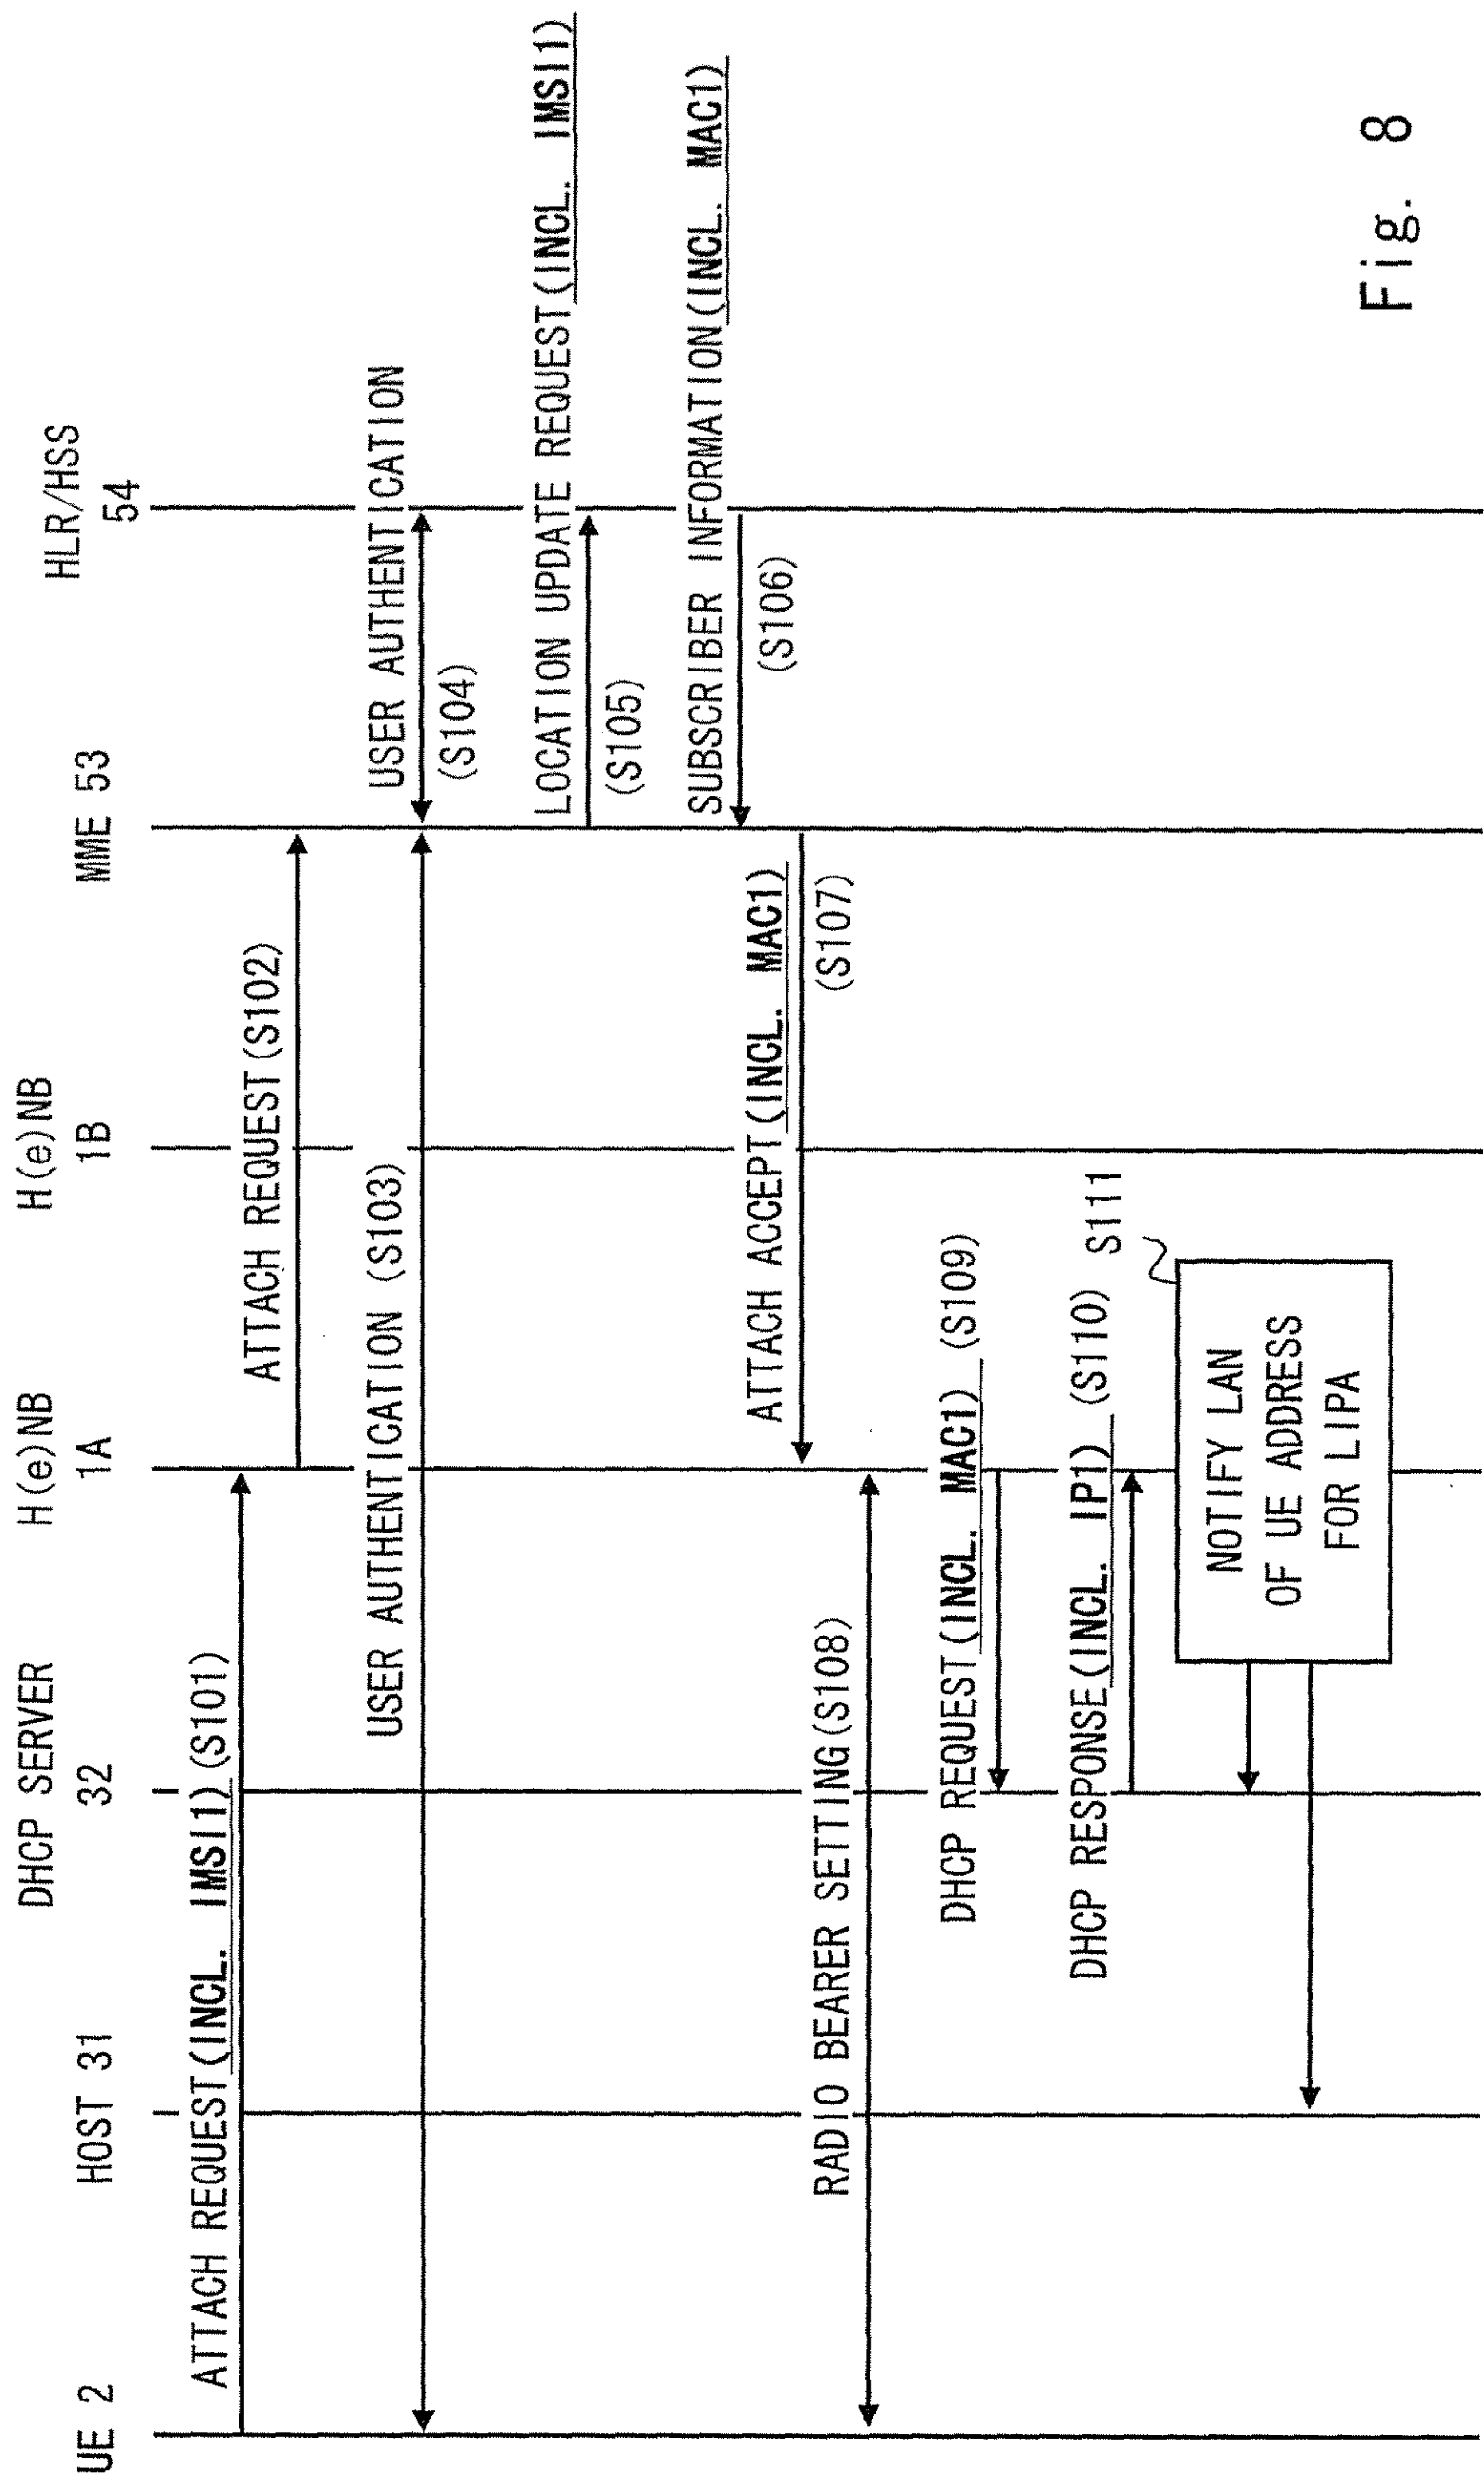 UE 2
HOST 31
DHCP SERVER
32
H(e)NB
1A
H(e)NB
1B
MME 53
HLR/HSS
54
ATTACH REQUEST(INCL. IMSI1)(S101)
ATTACH REQUEST(S102)
USER AUTHENTICATION (S103)
USER AUTHENTICATION
(S104)
LOCATION UPDATE REQUEST(INCL. IMSI1)
(S105)
SUBSCRIBER INFORMATION(INCL. MAC1)
(S106)
ATTACH ACCEPT(INCL. MAC1)
(S107)
RADIO BEARER SETTING(S108)
DHCP REQUEST(INCL. MAC1) (S109)
DHCP RESPONSE(INCL. IP1) (S110)
S111
NOTIFY LAN
OF UE ADDRESS
FOR LIPA
Fig. 8